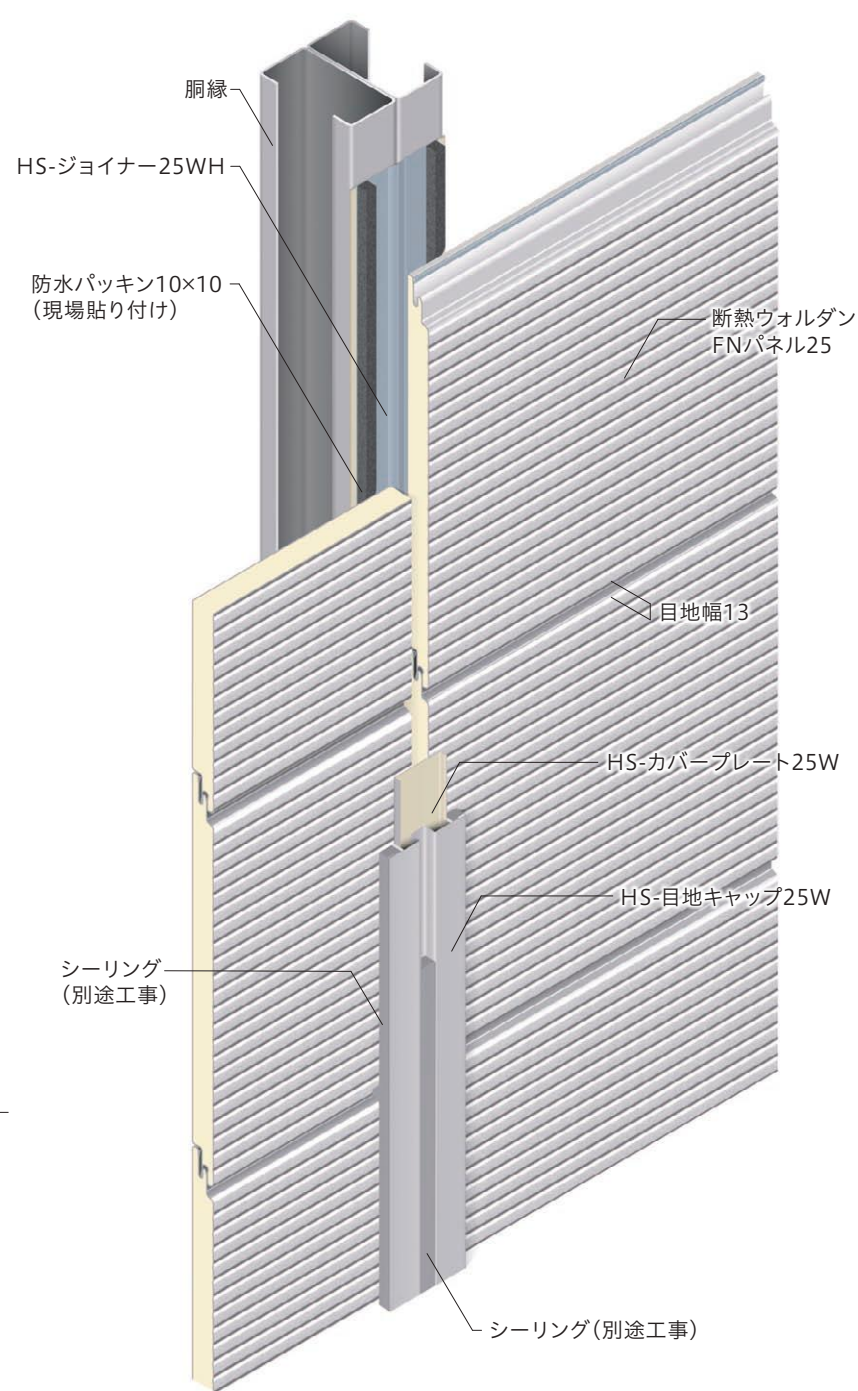 胴縁
HS-ジョイナー25WH
防水パッキン10×10
（現場貼り付け）
断熱ウォルダン
FNパネル25
目地幅13
HS-カバープレート25W
HS-目地キャップ25W
シーリング
（別途工事）
シーリング（別途工事）